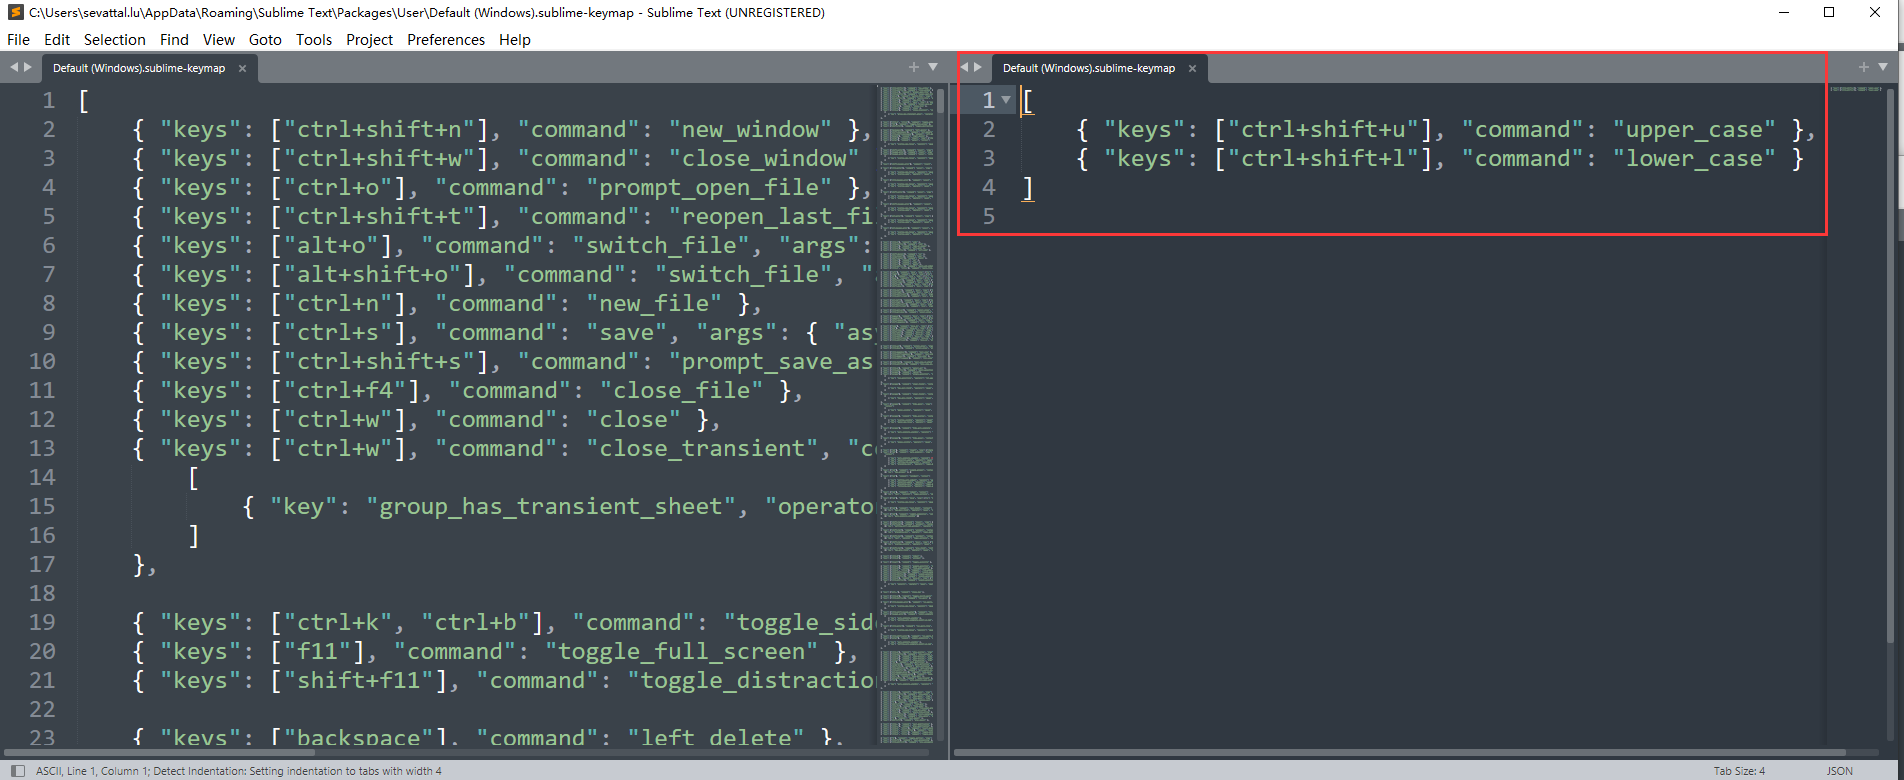 C:\Users\sevattal.lu\AppData\Roaming\Sublime Text\Packages\User\Default (Windows).sublime-keymap - Sublime Text (UNREGISTERED)
File Edit Selection Find View Goto Tools Project Preferences Help
Default (Windows).sublime-keymap
1 [
2 { "keys": ["ctrl+shift+n"], "command": "new_window" },
3 { "keys": ["ctrl+shift+w"], "command": "close_window"
4 { "keys": ["ctrl+o"], "command": "prompt_open_file" },
5 { "keys": ["ctrl+shift+t"], "command": "reopen_last_fi
6 { "keys": ["alt+o"], "command": "switch_file", "args":
7 { "keys": ["alt+shift+o"], "command": "switch_file",
8 { "keys": ["ctrl+n"], "command": "new_file" },
9 { "keys": ["ctrl+s"], "command": "save", "args": { "as
10 { "keys": ["ctrl+shift+s"], "command": "prompt_save_as
11 { "keys": ["ctrl+f4"], "command": "close_file" },
12 { "keys": ["ctrl+w"], "command": "close" },
13 { "keys": ["ctrl+w"], "command": "close_transient", "c
14 [
15 { "key": "group_has_transient_sheet", "operato
16 ]
17 },
18
19 { "keys": ["ctrl+k", "ctrl+b"], "command": "toggle_sid
20 { "keys": ["f11"], "command": "toggle_full_screen" },
21 { "keys": ["shift+f11"], "command": "toggle_distractio
22
23 { "keys": ["backspace"], "command": "left_delete" },
Default (Windows).sublime-keymap
1 [
2 { "keys": ["ctrl+shift+u"], "command": "upper_case" },
3 { "keys": ["ctrl+shift+l"], "command": "lower_case" }
4 ]
5
ASCII, Line 1, Column 1; Detect Indentation: Setting indentation to tabs with width 4
Tab Size: 4
JSON